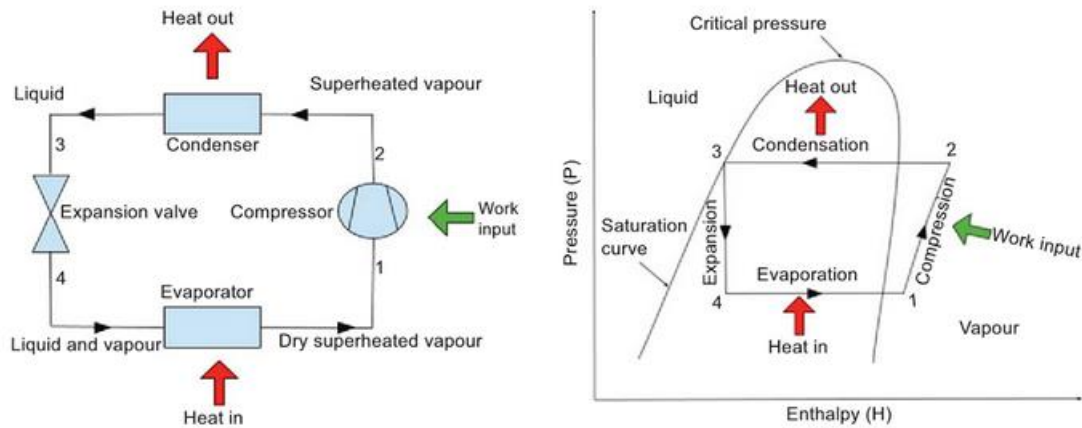 Heat out
Liquid
Superheated vapour
3
Condenser
2
Expansion valve
Compressor
Work
input
4
1
Evaporator
Liquid and vapour
Dry superheated vapour
Heat in
Critical pressure
Liquid
Heat out
3
Condensation
2
Pressure (P)
Saturation
curve
Expansion
Compression
Work input
Evaporation
4
1
Heat in
Vapour
Enthalpy (H)